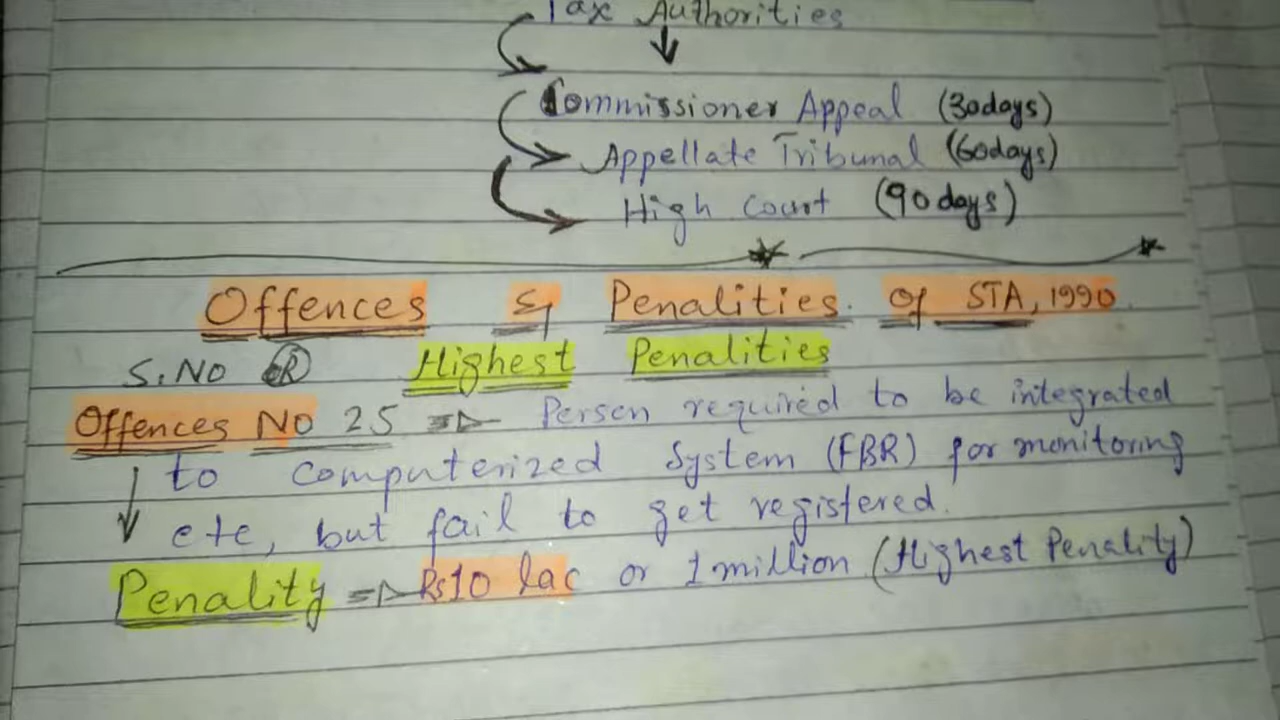 Tax Authorities
Commissioner Appeal (30days)
Appellate Tribunal (60days)
High Court (90 days)
Offences & Penalities. Of STA, 1990
S.No R Highest Penalities
Offences No 25 ⇒ Person required to be integrated
to computerized System (FBR) for monitoring
etc, but fail to get registered.
Penality ⇒ Rs10 lac or 1 million (Highest Penality)